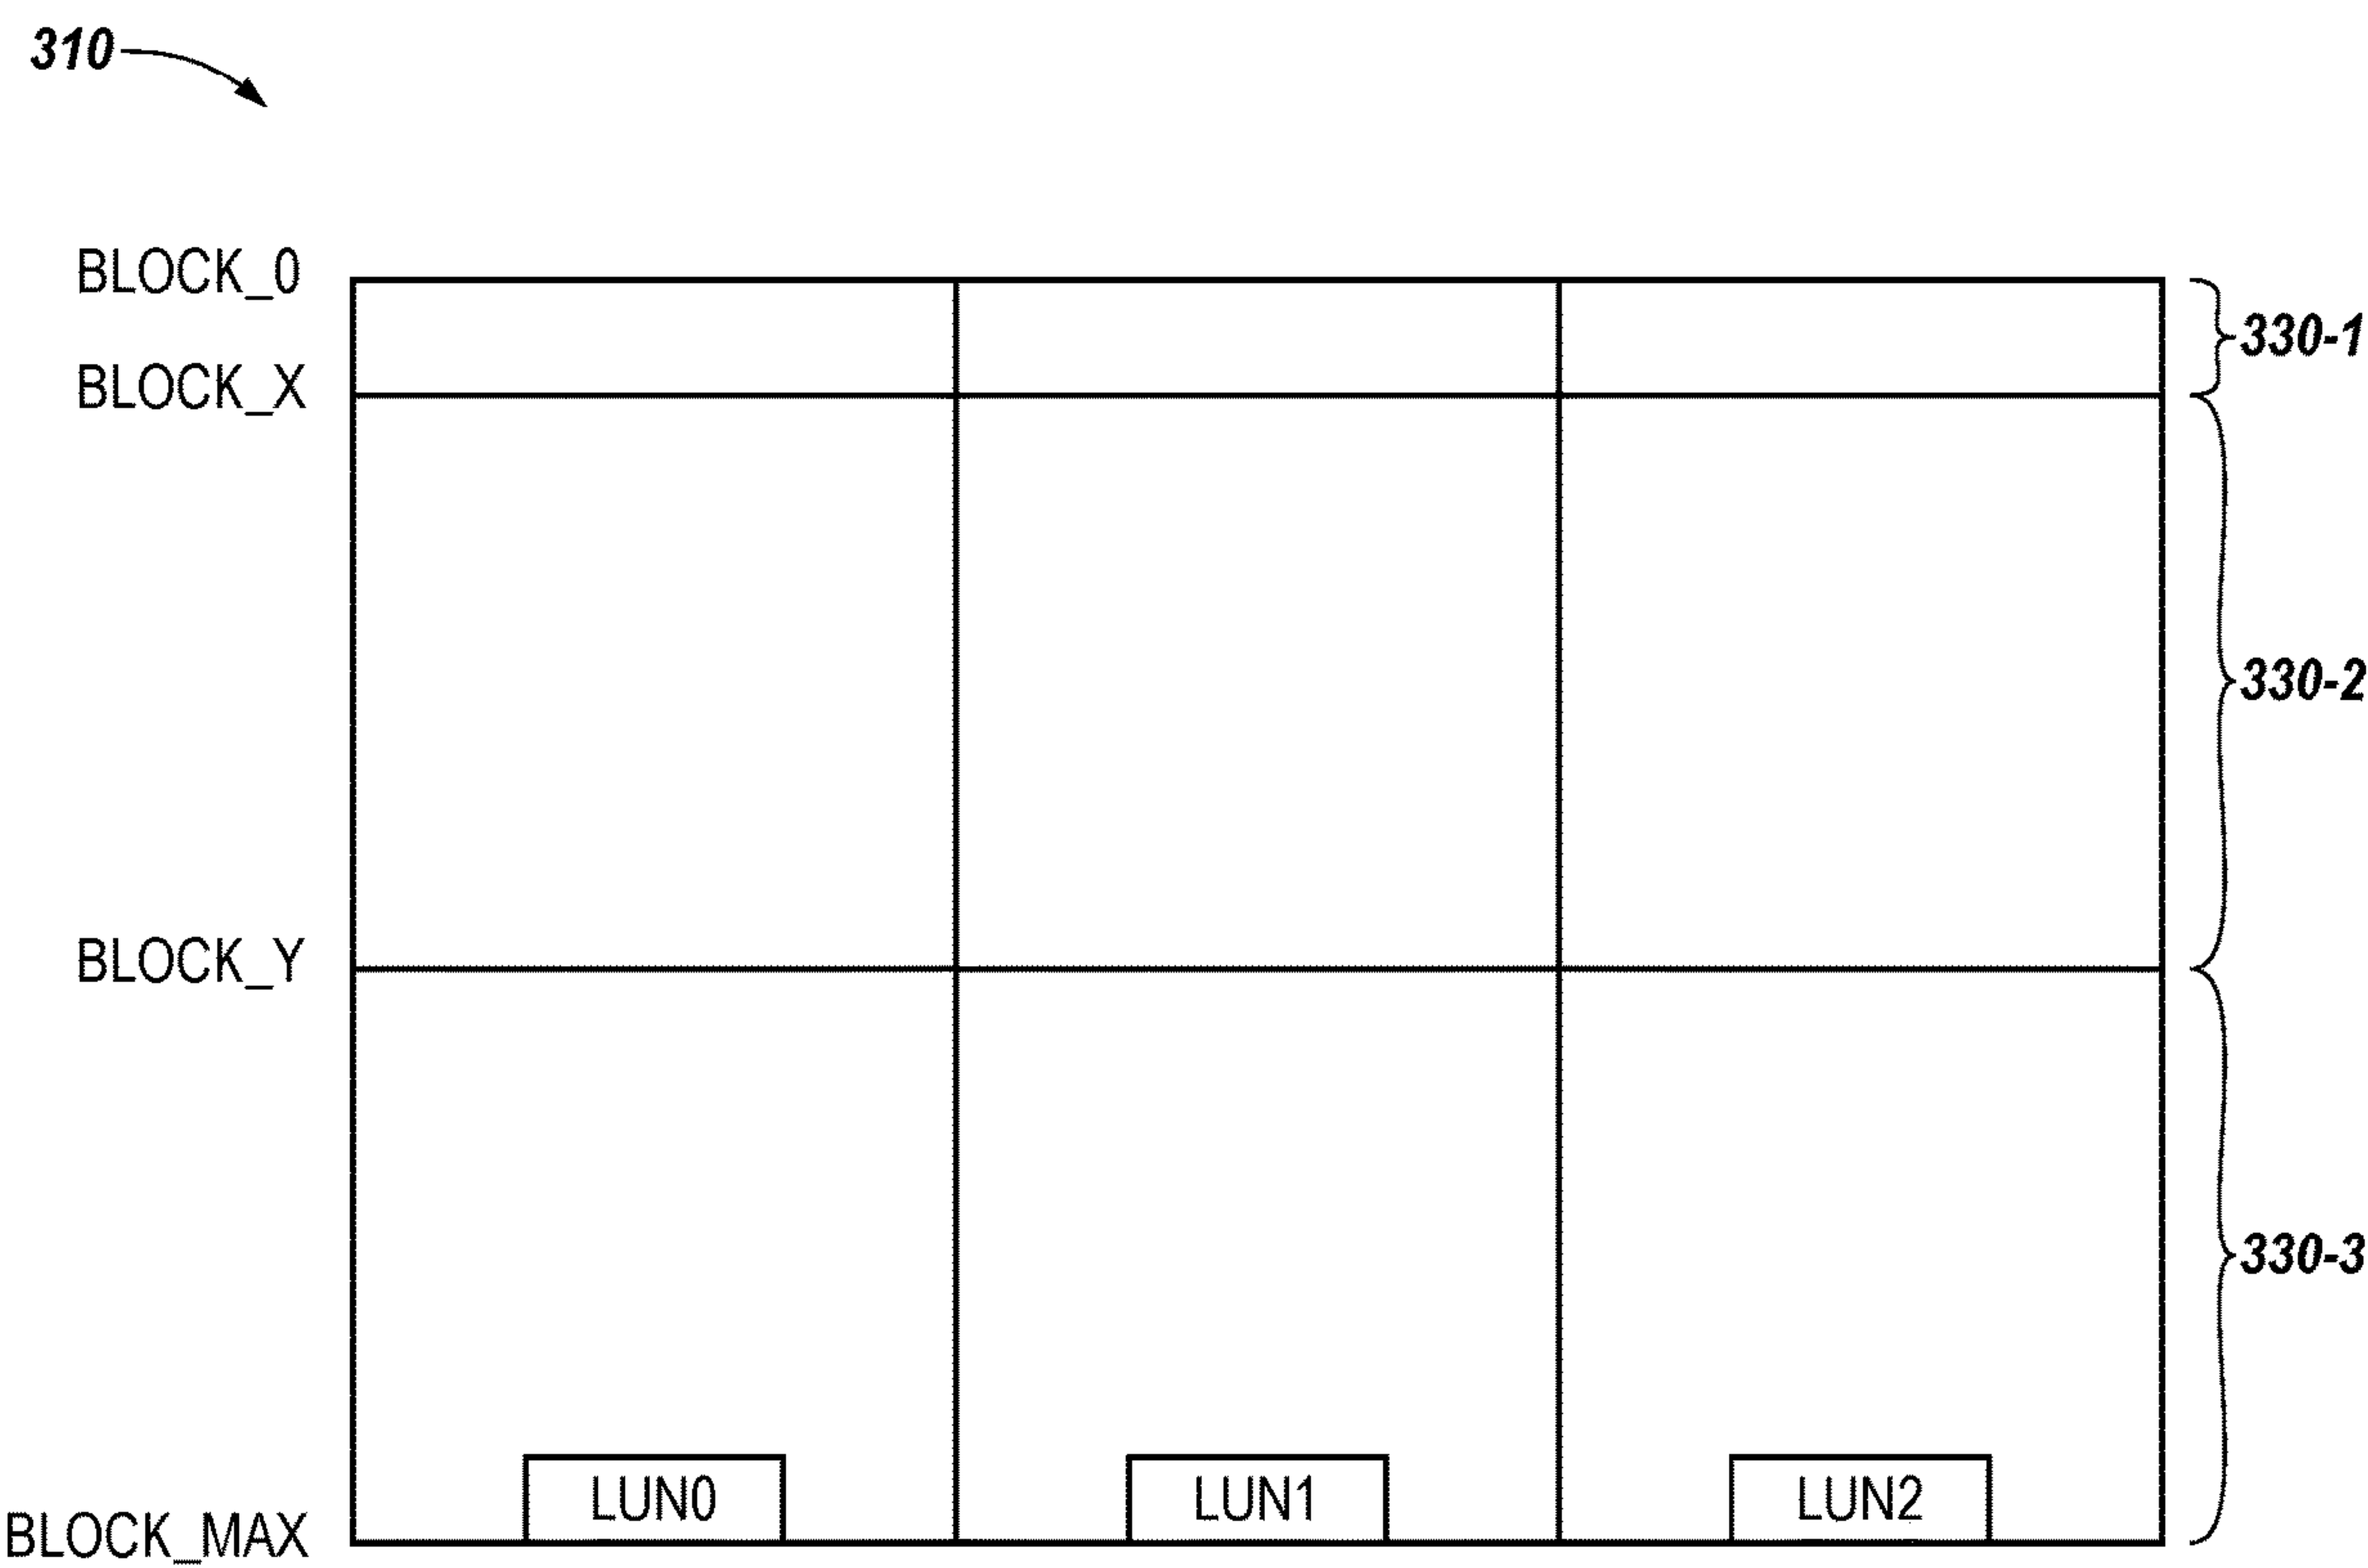 310
BLOCK_0
330-1
BLOCK_X
330-2
BLOCK_Y
330-3
LUN0
LUN1
LUN2
BLOCK_MAX